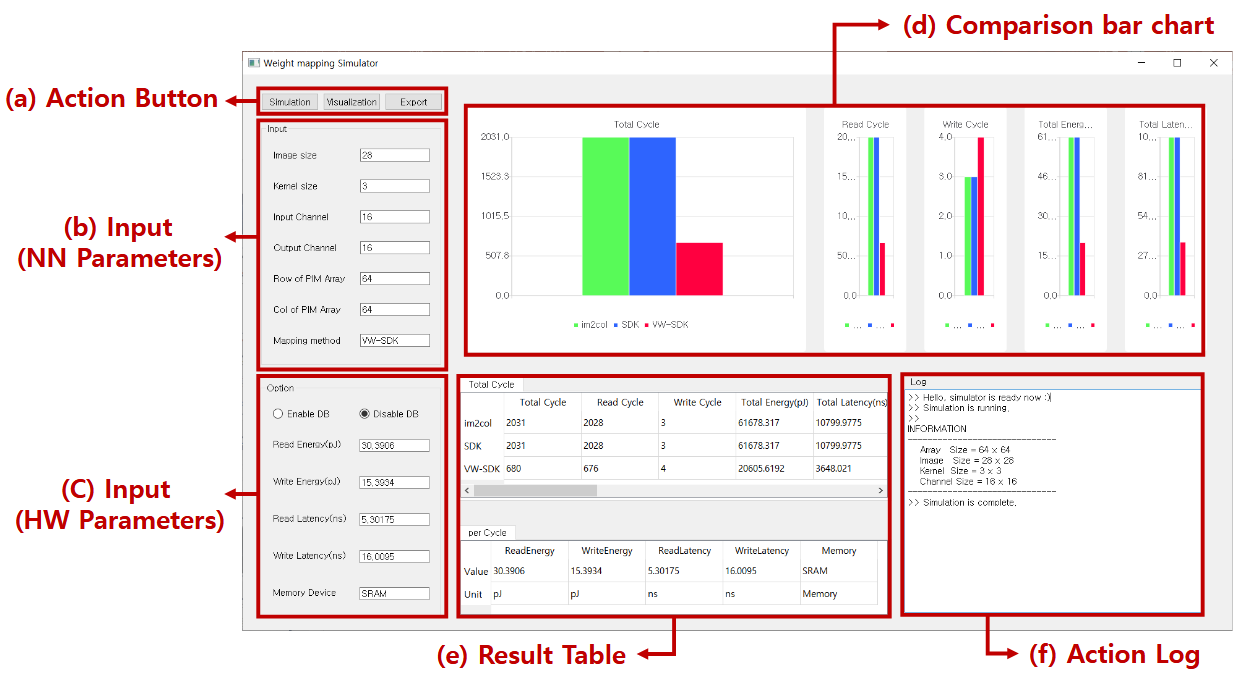 (d) Comparison bar chart
Weight mapping Simulator
(a) Action Button
Simulation Visualization Export
Input
Image size 28
Kernel size 3
Input Channel 16
Output Channel 16
Row of PIM Array 64
Col of PIM Array 64
Mapping method VW-SDK
(b) Input
(NN Parameters)
Total Cycle
2031.0
1523.3
1015.5
507.8
0.0
im2col SDK VW-SDK
Read Cycle
20...
15...
10...
50...
0.0
... ...
Write Cycle
4.0
3.0
2.0
1.0
0.0
... ...
Total Energ...
61...
46...
30...
15...
0.0
... ...
Total Laten...
10...
81...
54...
27...
0.0
... ...
Option
Enable DB Disable DB
Read Energy(pJ) 30.3906
Write Energy(pJ) 15.3934
Read Latency(ns) 5.30175
Write Latency(ns) 16.0095
Memory Device SRAM
(C) Input
(HW Parameters)
Total Cycle
Total Cycle Read Cycle Write Cycle Total Energy(pJ) Total Latency(ns)
im2col 2031 2028 3 61678.317 10799.9775
SDK 2031 2028 3 61678.317 10799.9775
VW-SDK 680 676 4 20605.6192 3648.021
per Cycle
ReadEnergy WriteEnergy ReadLatency WriteLatency Memory
Value 30.3906 15.3934 5.30175 16.0095 SRAM
Unit pJ pJ ns ns Memory
Log
>> Hello, simulator is ready now :)
>> Simulation is running.
>>
INFORMATION
------------------------------
Array Size = 64 x 64
Image Size = 28 x 28
Kernel Size = 3 x 3
Channel Size = 16 x 16
------------------------------
>> Simulation is complete.
(e) Result Table
(f) Action Log